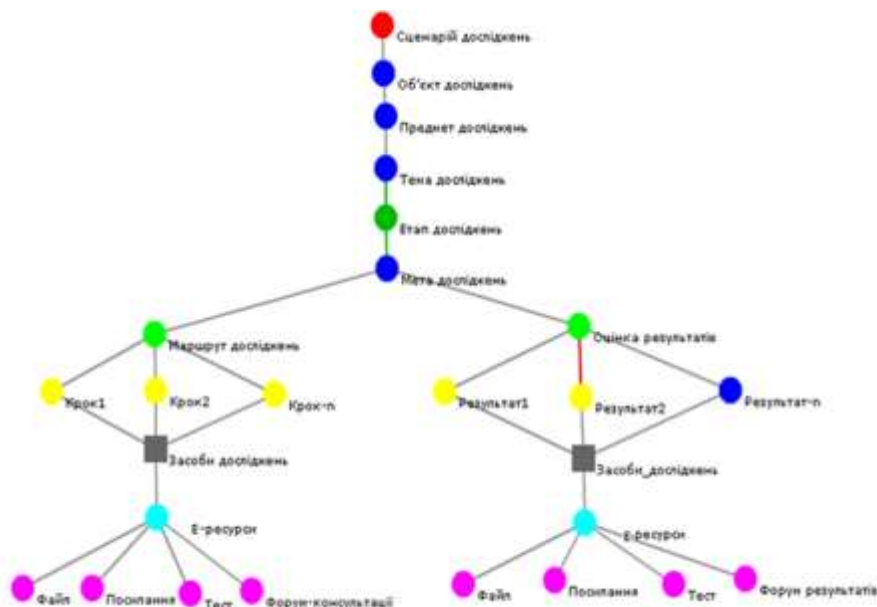 Сценарій досліджень
Об'єкт досліджень
Предмет досліджень
Тема досліджень
Етап досліджень
Мета досліджень
Маршрут досліджень
Оцінка результатів
Крок1
Крок2
Крок-n
Результат1
Результат2
Результат-n
Засоби досліджень
Засоби_досліджень
Е-ресурси
Е-ресурси
Файл
Посилання
Тест
Форум-консультації
Файл
Посилання
Тест
Форум результатів